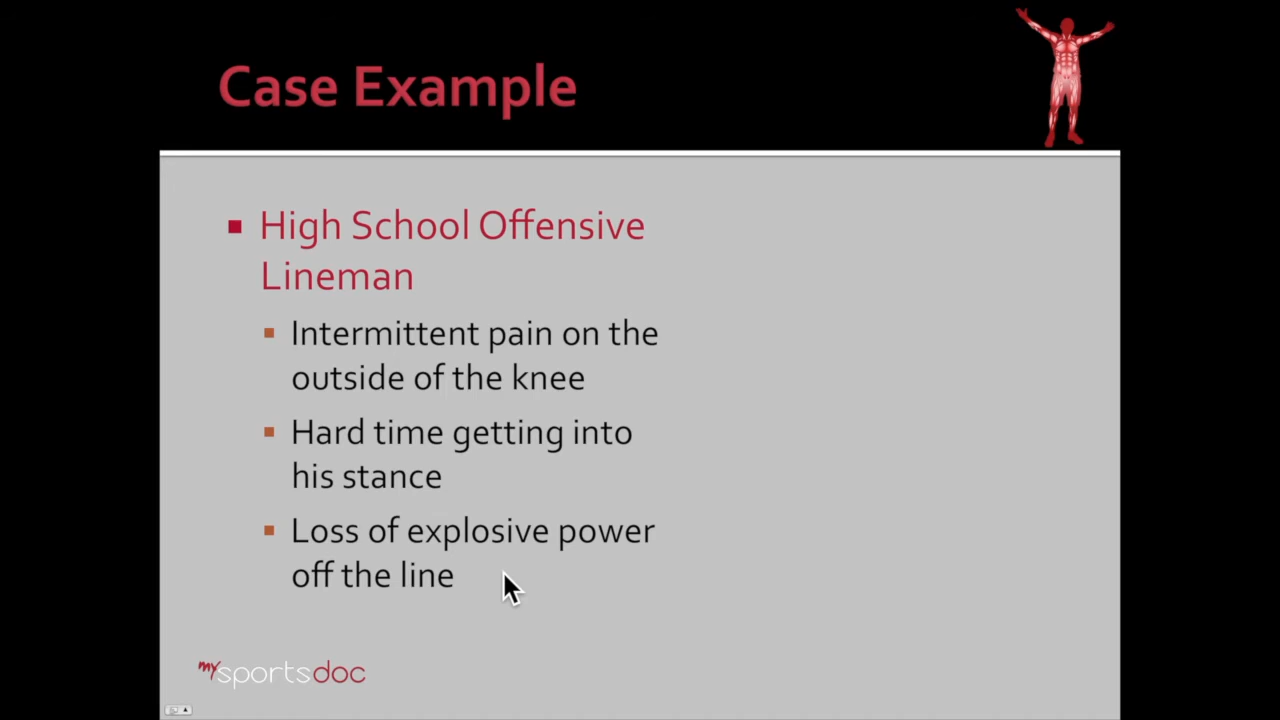 Case Example
High School Offensive
Lineman
Intermittent pain on the
outside of the knee
Hard time getting into
his stance
Loss of explosive power
off the line
mysportsdoc